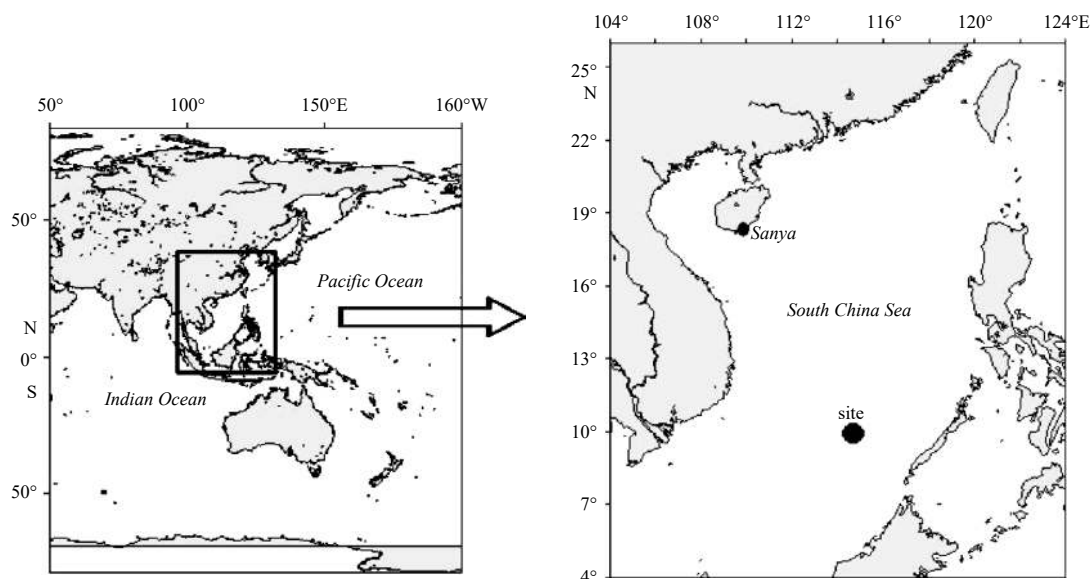 50° 100° 150°E 160°W
50°
N
0°
S
50°
Pacific Ocean
Indian Ocean
104° 108° 112° 116° 120° 124°E
25°
N
22°
19°
16°
13°
10°
7°
4°
Sanya
South China Sea
site